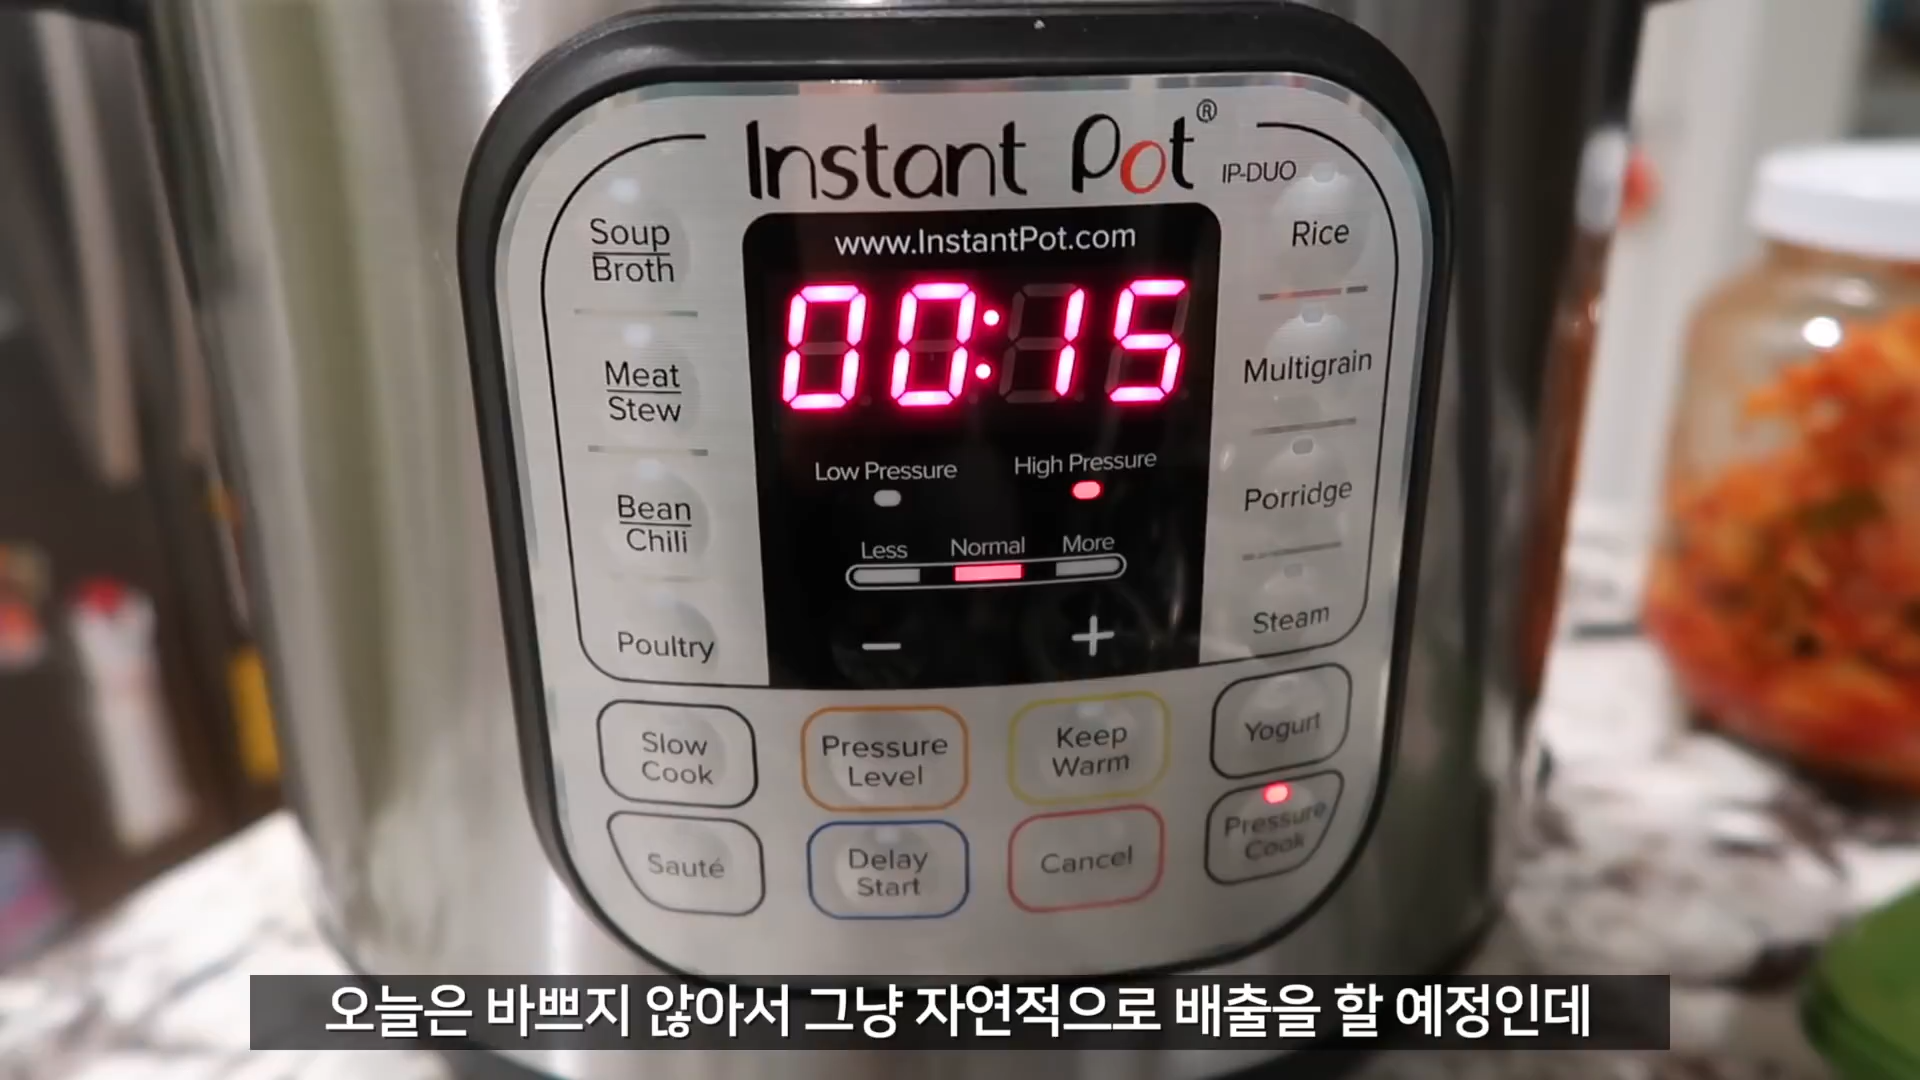 Instant Pot®
IP-DUO
www.InstantPot.com
Soup
Broth
Meat
Stew
Bean
Chili
Poultry
00:15
Low Pressure
High Pressure
Less
Normal
More
− +
Rice
Multigrain
Porridge
Steam
Slow
Cook
Pressure
Level
Keep
Warm
Yogurt
Sauté
Delay
Start
Cancel
Pressure
Cook
오늘은 바쁘지 않아서 그냥 자연적으로 배출을 할 예정인데